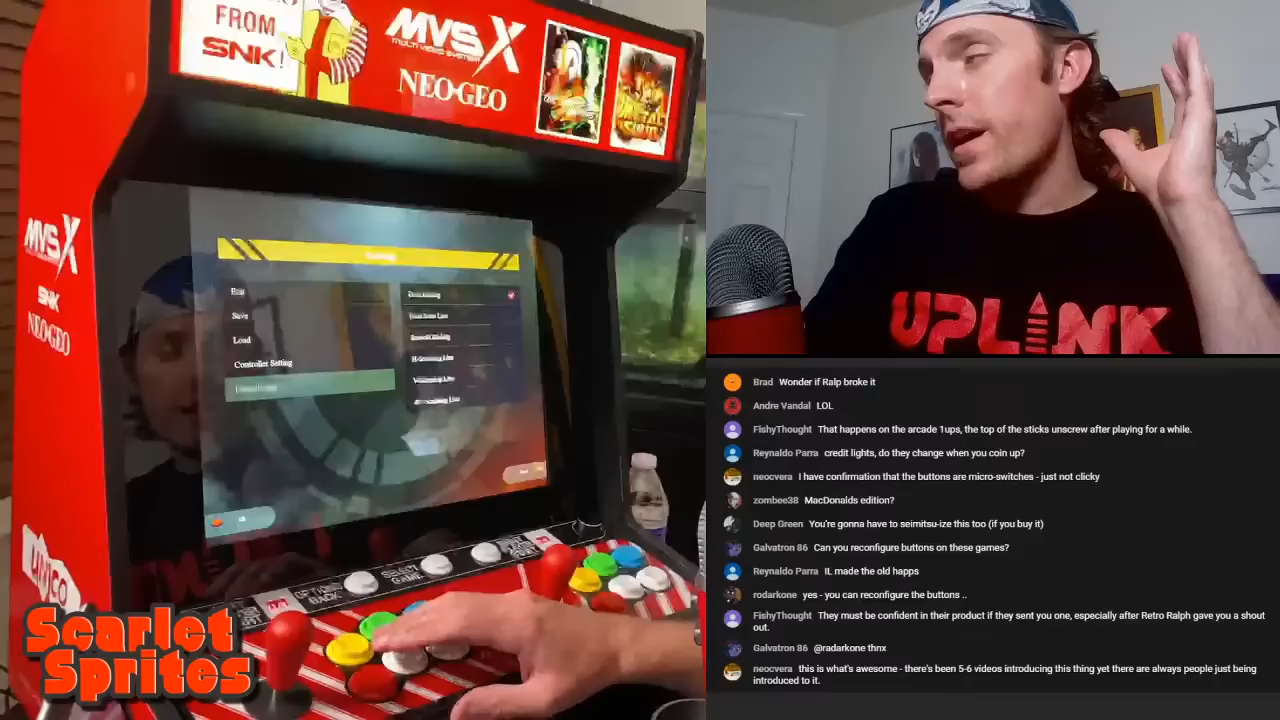 FROM
SNK!
MVSX
MULTI VIDEO SYSTEM
NEO·GEO
METAL SLUG
MVSX
SNK
NEO·GEO
UNICO
Exit
Save
Load
Controller Setting
OPTIONS
BACK
SELECT
GAME
UPLINK
Scarlet
Sprites
Brad Wonder if Ralp broke it
Andre Vandal LOL
FishyThought That happens on the arcade 1ups, the top of the sticks unscrew after playing for a while.
Reynaldo Parra credit lights, do they change when you coin up?
neocvera I have confirmation that the buttons are micro-switches - just not clicky
zombee38 MacDonalds edition?
Deep Green You're gonna have to seimitsu-ize this too (if you buy it)
Galvatron 86 Can you reconfigure buttons on these games?
Reynaldo Parra IL made the old happs
rodarkone yes - you can reconfigure the buttons ..
FishyThought They must be confident in their product if they sent you one, especially after Retro Ralph gave you a shout
out.
Galvatron 86 @radarkone thnx
neocvera this is what's awesome - there's been 5-6 videos introducing this thing yet there are always people just being
introduced to it.